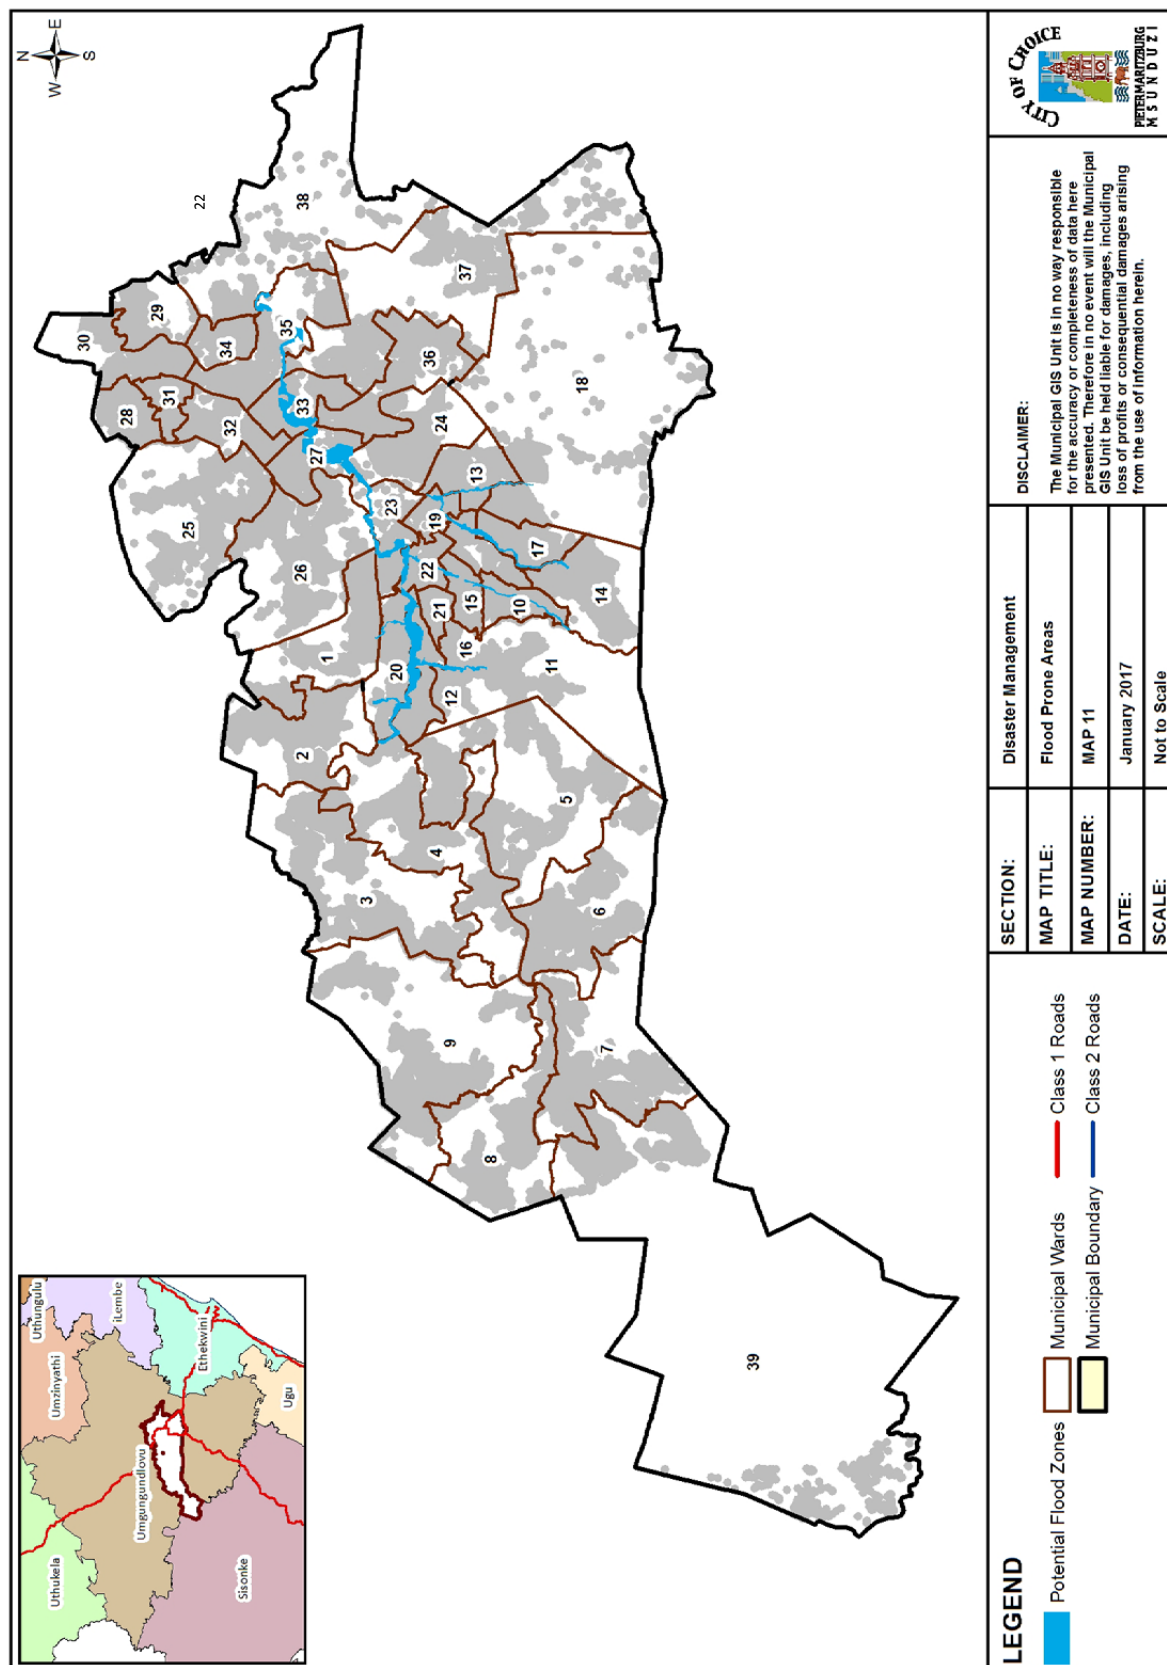 N
E
S
W
Uthukela
Umzinyathi
Uthungulu
iLembe
Umgungundlovu
Ethekwini
Ugu
Sisonke
30
29
22
28
31
34
38
25
32
35
33
37
26
27
36
24
18
23
13
19
17
22
1
21
15
10
14
20
16
2
12
11
3
4
5
6
9
7
8
39
LEGEND
Potential Flood Zones
Municipal Wards
Class 1 Roads
Municipal Boundary
Class 2 Roads
SECTION:
Disaster Management
MAP TITLE:
Flood Prone Areas
MAP NUMBER:
MAP 11
DATE:
January 2017
SCALE:
Not to Scale
DISCLAIMER:
The Municipal GIS Unit is in no way responsible
for the accuracy or completeness of data here
presented. Therefore in no event will the Municipal
GIS Unit be held liable for damages, including
loss of profits or consequential damages arising
from the use of information herein.
CITY OF CHOICE
PIETERMARITZBURG
MSUNDUZI